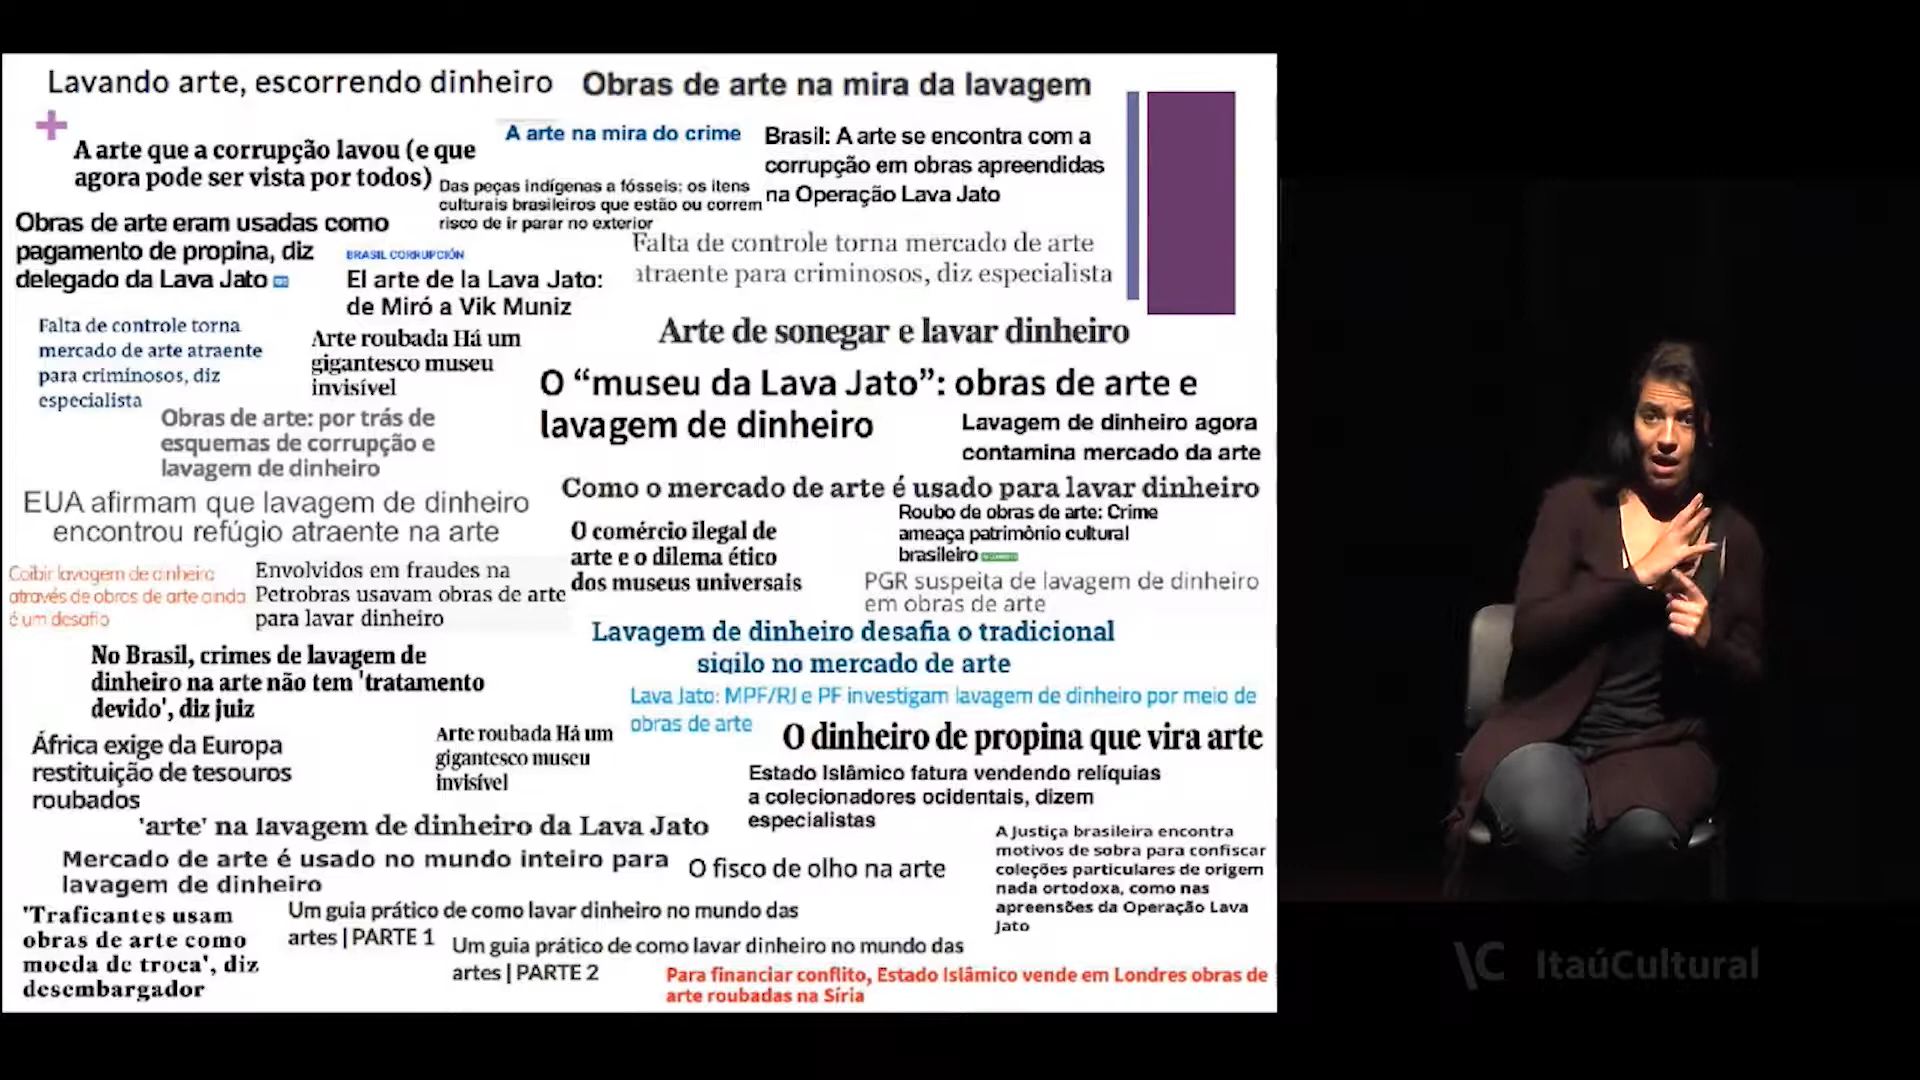 Lavando arte, escorrendo dinheiro
Obras de arte na mira da lavagem
A arte que a corrupção lavou (e que
agora pode ser vista por todos)
A arte na mira do crime
Brasil: A arte se encontra com a
corrupção em obras apreendidas
na Operação Lava Jato
Das peças indígenas a fósseis: os itens
culturais brasileiros que estão ou correm
risco de ir parar no exterior
Obras de arte eram usadas como
pagamento de propina, diz
delegado da Lava Jato
BRASIL CORRUPCIÓN
El arte de la Lava Jato:
de Miró a Vik Muniz
Falta de controle torna mercado de arte
atraente para criminosos, diz especialista
Falta de controle torna
mercado de arte atraente
para criminosos, diz
especialista
Arte roubada Há um
gigantesco museu
invisível
Arte de sonegar e lavar dinheiro
O “museu da Lava Jato”: obras de arte e
lavagem de dinheiro
Lavagem de dinheiro agora
contamina mercado da arte
Obras de arte: por trás de
esquemas de corrupção e
lavagem de dinheiro
EUA afirmam que lavagem de dinheiro
encontrou refúgio atraente na arte
Como o mercado de arte é usado para lavar dinheiro
O comércio ilegal de
arte e o dilema ético
dos museus universais
Roubo de obras de arte: Crime
ameaça patrimônio cultural
brasileiro
Coibir lavagem de dinheiro
através de obras de arte ainda
é um desafio
Envolvidos em fraudes na
Petrobras usavam obras de arte
para lavar dinheiro
PGR suspeita de lavagem de dinheiro
em obras de arte
Lavagem de dinheiro desafia o tradicional
sigilo no mercado de arte
No Brasil, crimes de lavagem de
dinheiro na arte não tem 'tratamento
devido', diz juiz
Lava Jato: MPF/RJ e PF investigam lavagem de dinheiro por meio de
obras de arte
África exige da Europa
restituição de tesouros
roubados
Arte roubada Há um
gigantesco museu
invisível
O dinheiro de propina que vira arte
Estado Islâmico fatura vendendo relíquias
a colecionadores ocidentais, dizem
especialistas
'arte' na lavagem de dinheiro da Lava Jato
Mercado de arte é usado no mundo inteiro para
lavagem de dinheiro
O fisco de olho na arte
A Justiça brasileira encontra
motivos de sobra para confiscar
coleções particulares de origem
nada ortodoxa, como nas
apreensões da Operação Lava
Jato
'Traficantes usam
obras de arte como
moeda de troca', diz
desembargador
Um guia prático de como lavar dinheiro no mundo das
artes | PARTE 1
Um guia prático de como lavar dinheiro no mundo das
artes | PARTE 2
Para financiar conflito, Estado Islâmico vende em Londres obras de
arte roubadas na Síria
ItaúCultural